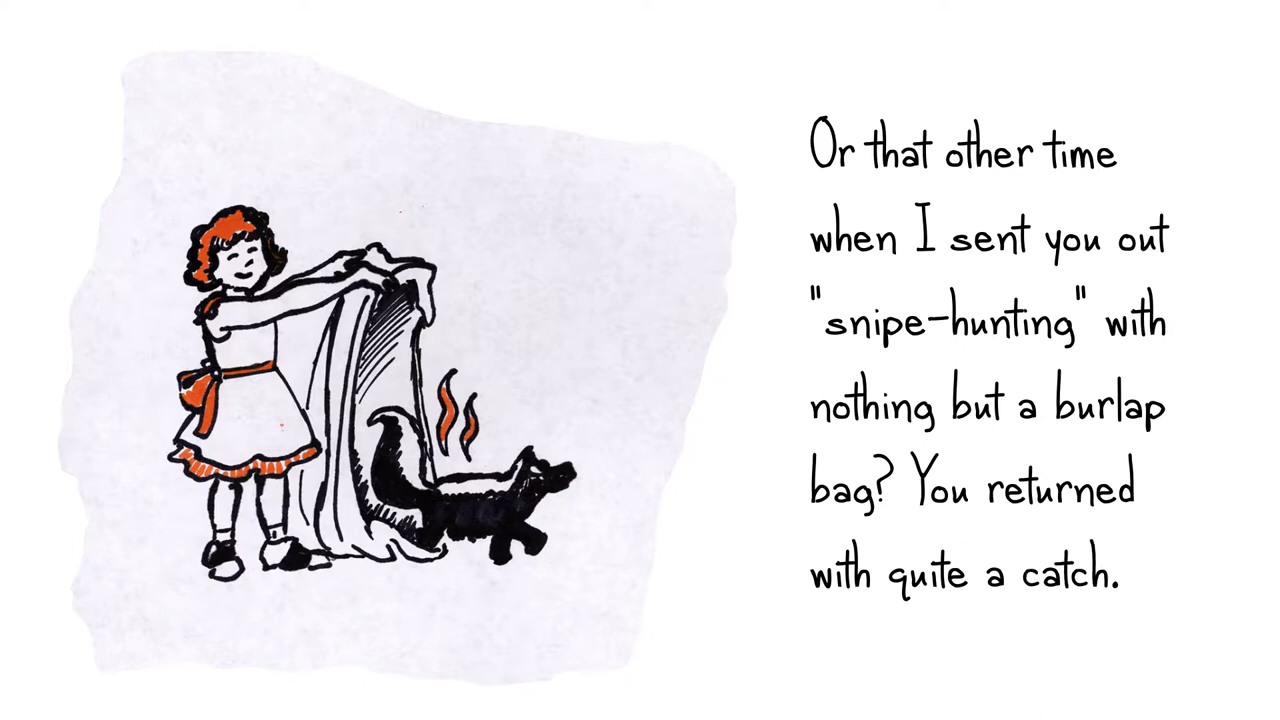 Or that other time
when I sent you out
"snipe-hunting" with
nothing but a burlap
bag? You returned
with quite a catch.